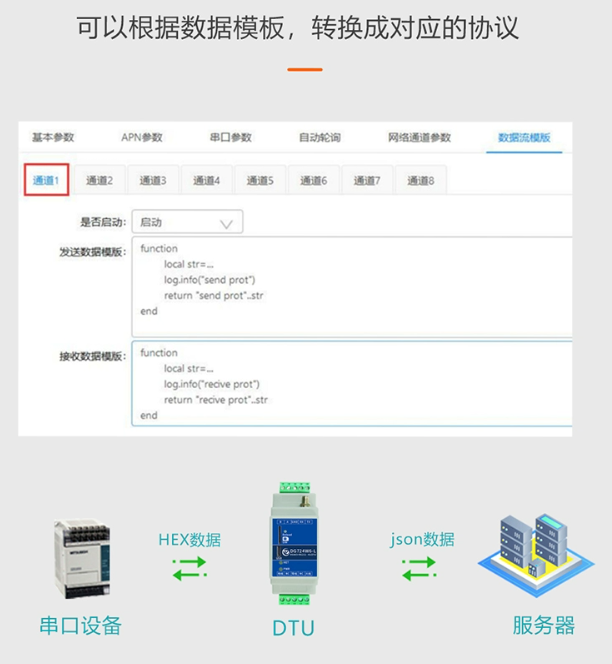 可以根据数据模板，转换成对应的协议
基本参数 APN参数 串口参数 自动轮询 网络通道参数 数据流模版
通道1 通道2 通道3 通道4 通道5 通道6 通道7 通道8
是否启动： 启动
发送数据模版： function
local str=...
log.info("send prot")
return "send prot"..str
end
接收数据模版： function
local str=...
log.info("recive prot")
return "recive prot"..str
end
HEX数据
json数据
MITSUBISHI
串口设备
DTU
服务器